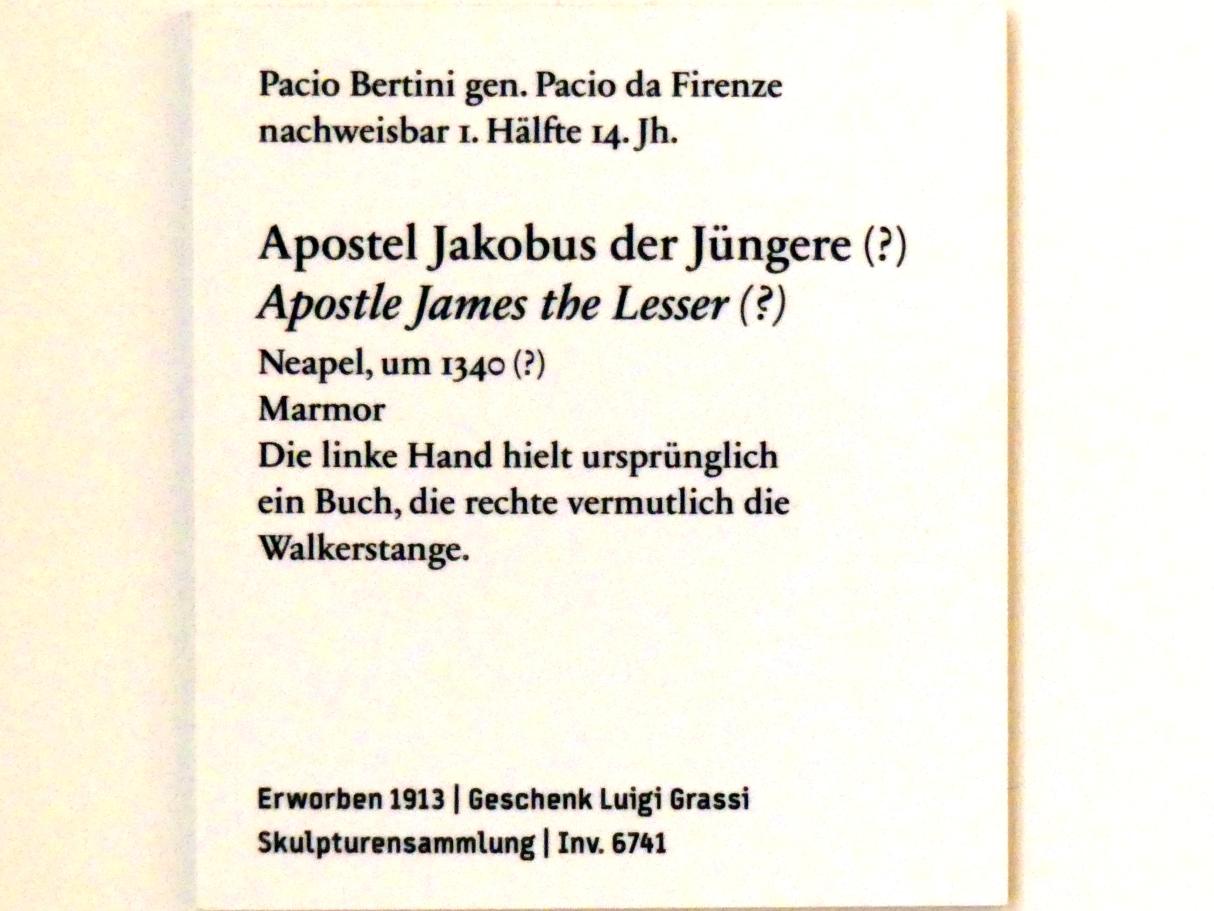 Pacio Bertini gen. Pacio da Firenze
nachweisbar 1. Hälfte 14. Jh.
Apostel Jakobus der Jüngere (?)
Apostle James the Lesser (?)
Neapel, um 1340 (?)
Marmor
Die linke Hand hielt ursprünglich
ein Buch, die rechte vermutlich die
Walkerstange.
Erworben 1913 | Geschenk Luigi Grassi
Skulpturensammlung | Inv. 6741